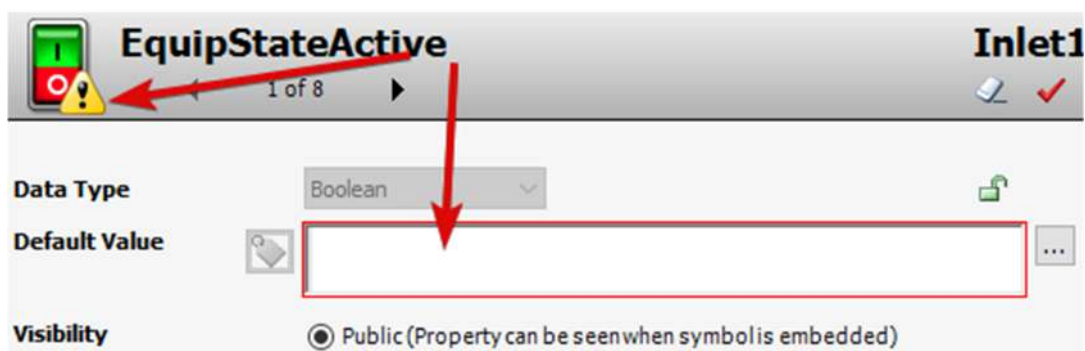 EquipStateActive Inlet1
1 of 8
Data Type Boolean
Default Value ...
Visibility Public (Property can be seen when symbol is embedded)